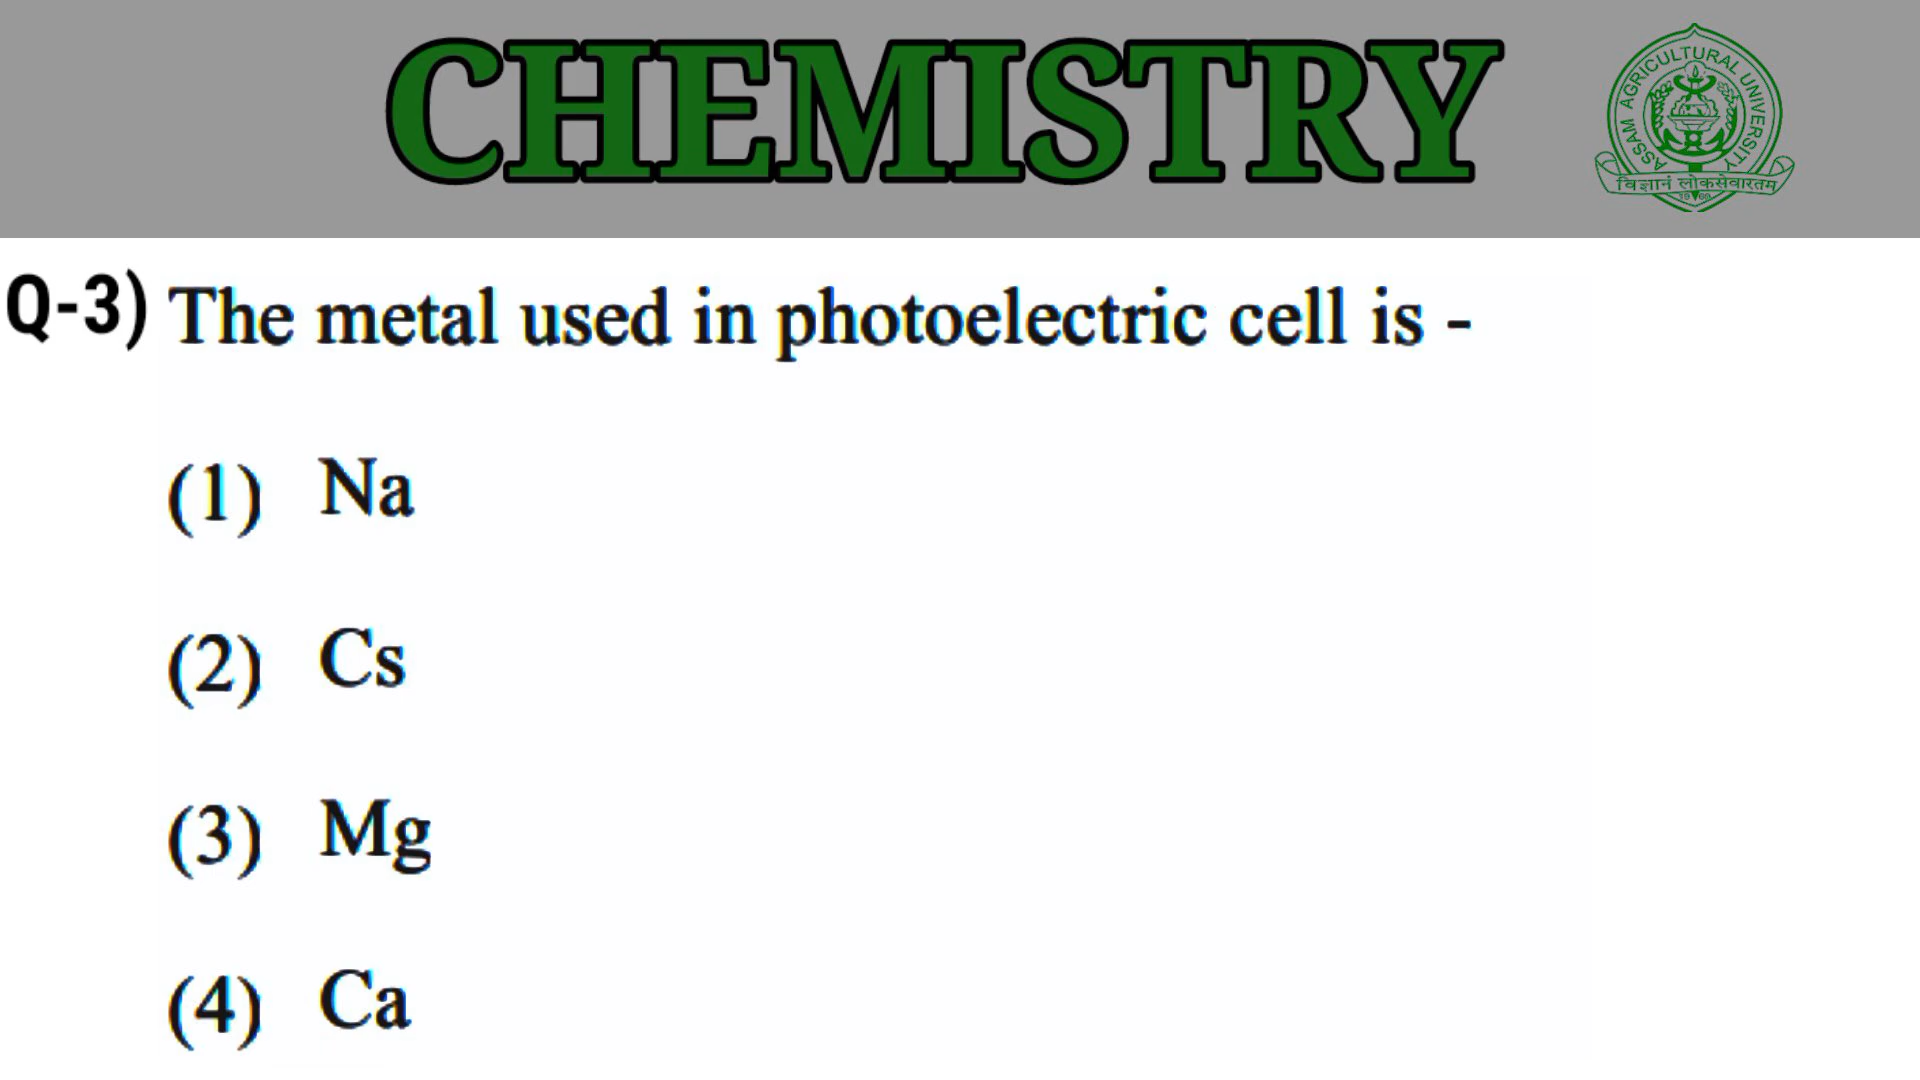 CHEMISTRY
ASSAM AGRICULTURAL UNIVERSITY
विज्ञानं लोकसेवारतम
Q-3) The metal used in photoelectric cell is -
(1) Na
(2) Cs
(3) Mg
(4) Ca